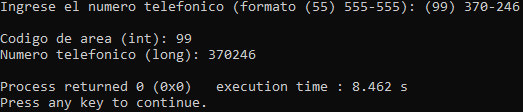 Ingrese el numero telefonico (formato (55) 555-555): (99) 370-246
Codigo de area (int): 99
Numero telefonico (long): 370246
Process returned 0 (0x0)   execution time : 8.462 s
Press any key to continue.